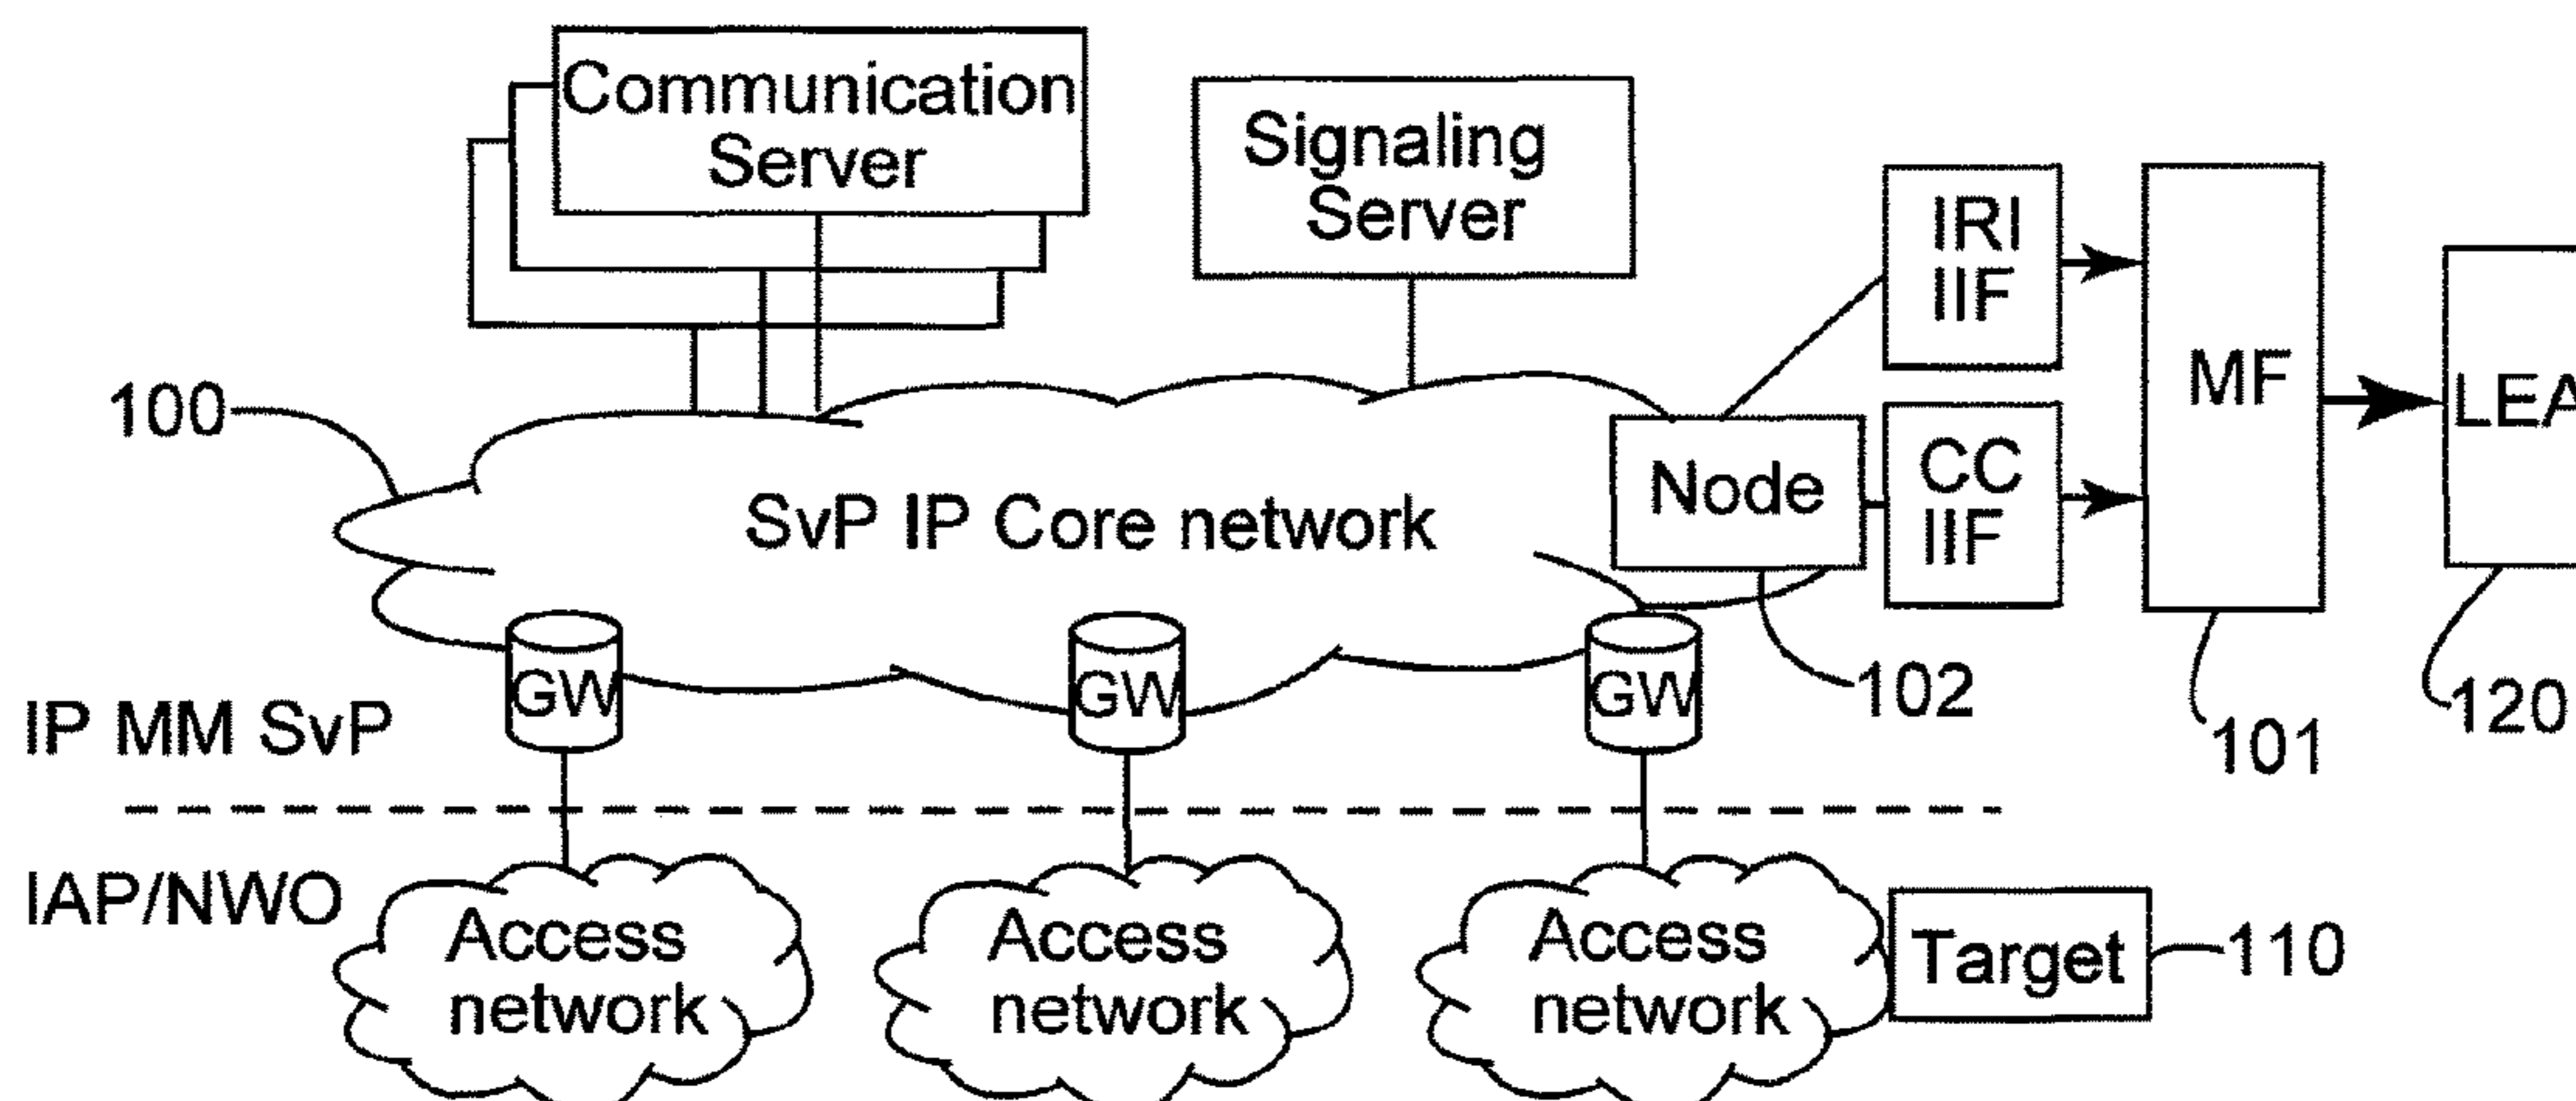 Communication
Server
Signaling
Server
IRI
IIF
MF
LEA
100
SvP IP Core network
Node
CC
IIF
GW
GW
GW
102
101
120
IP MM SvP
IAP/NWO
Access
network
Access
network
Access
network
Target
110